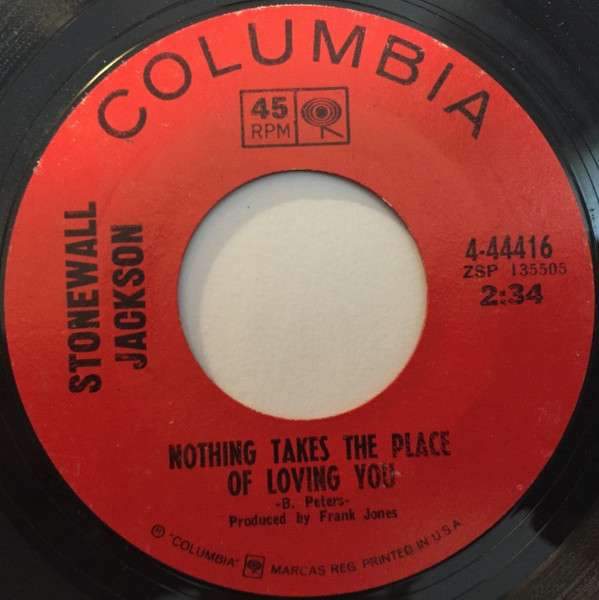 COLUMBIA
45
RPM
STONEWALL
JACKSON
4-44416
ZSP 135505
2:34
NOTHING TAKES THE PLACE
OF LOVING YOU
-B. Peters-
Produced by Frank Jones
® "COLUMBIA" MARCAS REG. PRINTED IN U.S.A.